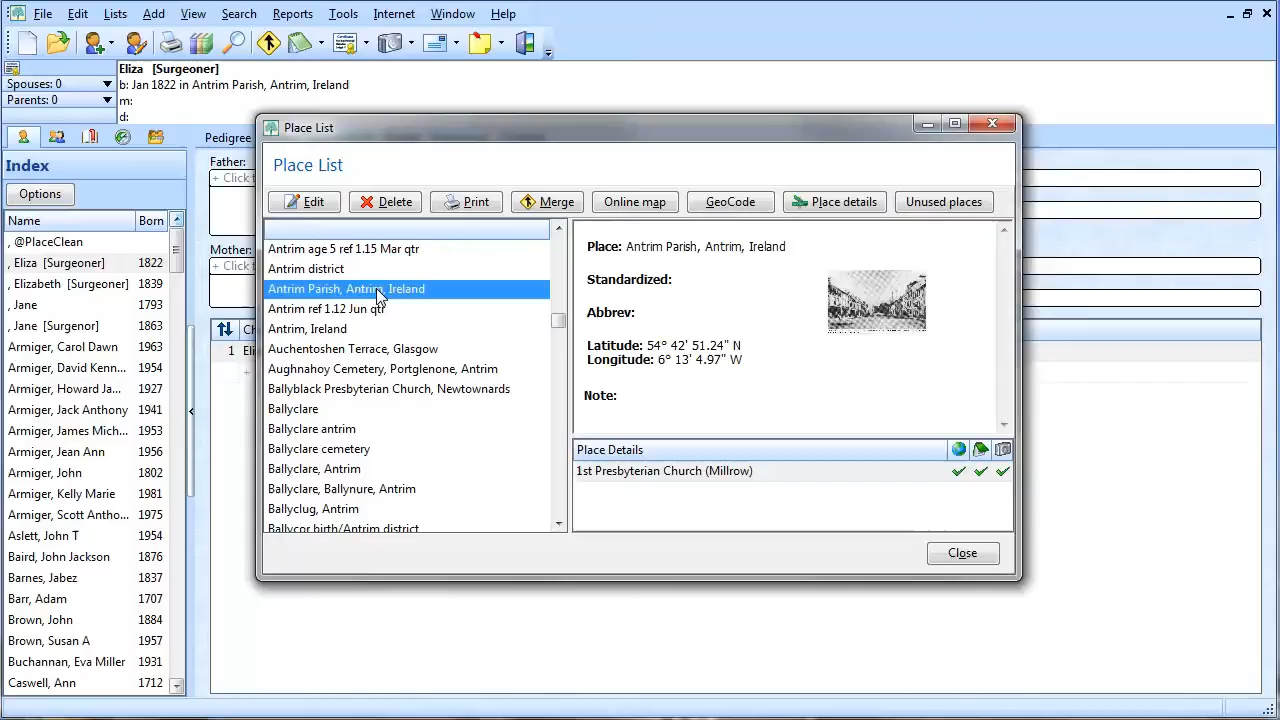 File Edit Lists Add View Search Reports Tools Internet Window Help
Eliza [Surgeoner]
Spouses: 0
b: Jan 1822 in Antrim Parish, Antrim, Ireland
Parents: 0
m:
d:
Pedigree
Index
Options
Name Born
, @PlaceClean
, Eliza [Surgeoner] 1822
, Elizabeth [Surgeoner] 1839
, Jane 1793
, Jane [Surgenor] 1863
Armiger, Carol Dawn 1963
Armiger, David Kenn... 1954
Armiger, Howard Ja... 1927
Armiger, Jack Anthony 1941
Armiger, James Mich... 1953
Armiger, Jean Ann 1956
Armiger, John 1802
Armiger, Kelly Marie 1981
Armiger, Scott Antho... 1975
Aslett, John T 1954
Baird, John Jackson 1876
Barnes, Jabez 1837
Barr, Adam 1707
Brown, John 1884
Brown, Susan A 1957
Buchannan, Eva Miller 1931
Caswell, Ann 1712
Father:
+ Click t
Mother:
+ Click t
Ch
1 Eli
+
Place List
Place List
Edit Delete Print Merge Online map GeoCode Place details Unused places
Antrim age 5 ref 1.15 Mar qtr
Antrim district
Antrim Parish, Antrim, Ireland
Antrim ref 1.12 Jun qtr
Antrim, Ireland
Auchentoshen Terrace, Glasgow
Aughnahoy Cemetery, Portglenone, Antrim
Ballyblack Presbyterian Church, Newtownards
Ballyclare
Ballyclare antrim
Ballyclare cemetery
Ballyclare, Antrim
Ballyclare, Ballynure, Antrim
Ballyclug, Antrim
Ballycor birth/Antrim district
Place: Antrim Parish, Antrim, Ireland
Standardized:
Abbrev:
Latitude: 54° 42' 51.24" N
Longitude: 6° 13' 4.97" W
Note:
Place Details
1st Presbyterian Church (Millrow)
Close